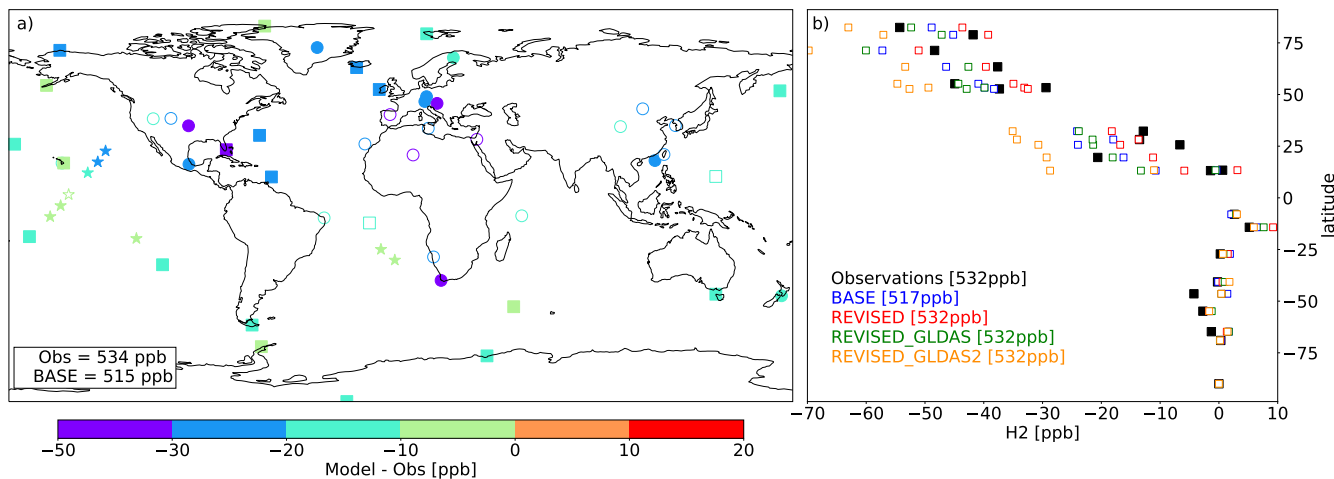 a)
Obs = 534 ppb
BASE = 515 ppb
−50
−30
−20
−10
0
10
20
Model - Obs [ppb]
b)
Observations [532ppb]
BASE [517ppb]
REVISED [532ppb]
REVISED_GLDAS [532ppb]
REVISED_GLDAS2 [532ppb]
75
50
25
0
−25
−50
−75
latitude
−70
−60
−50
−40
−30
−20
−10
0
10
H2 [ppb]